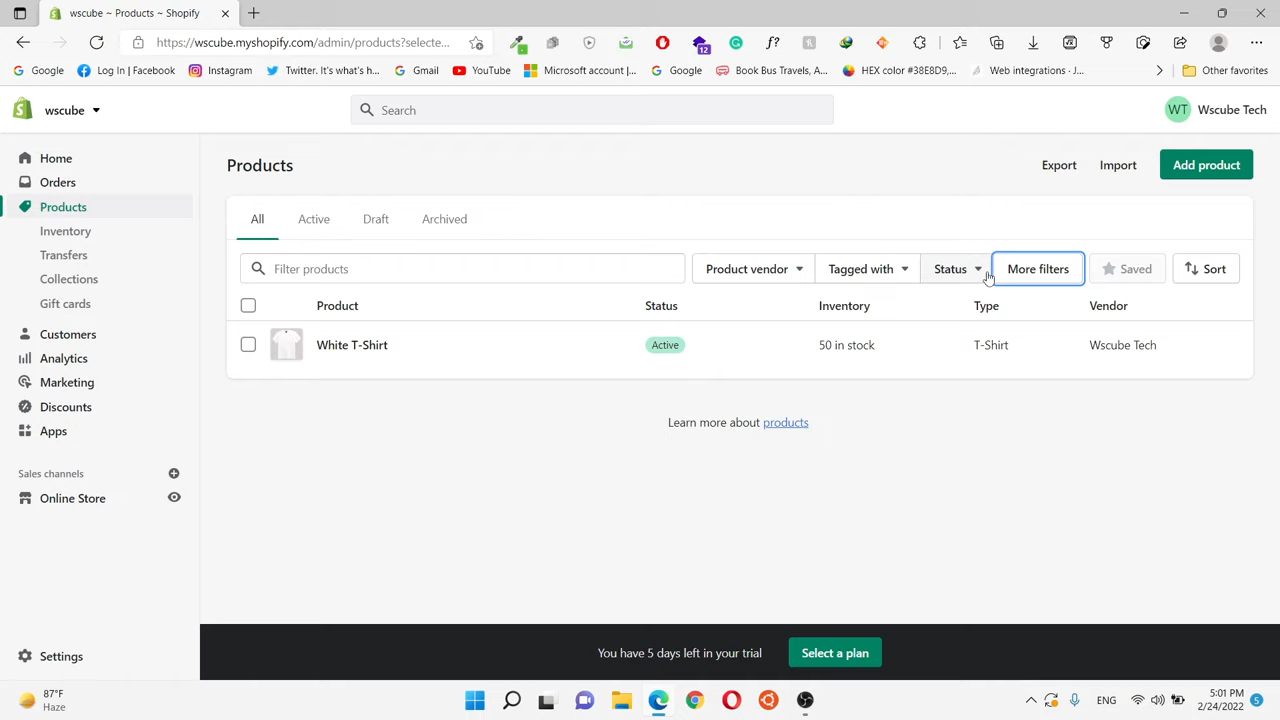 wscube ~ Products ~ Shopify
https://wscube.myshopify.com/admin/products?selecte...
12
f?
Google
Log In | Facebook
Instagram
Twitter. It's what's h...
Gmail
YouTube
Microsoft account |...
Google
Book Bus Travels, A...
HEX color #38E8D9,...
Web integrations · J...
Other favorites
wscube
Search
WT
Wscube Tech
Home
Orders
Products
Inventory
Transfers
Collections
Gift cards
Customers
Analytics
Marketing
Discounts
Apps
Sales channels
Online Store
Settings
Products
Export
Import
Add product
All
Active
Draft
Archived
Filter products
Product vendor
Tagged with
Status
More filters
Saved
Sort
Product
Status
Inventory
Type
Vendor
White T-Shirt
Active
50 in stock
T-Shirt
Wscube Tech
Learn more about products
You have 5 days left in your trial
Select a plan
87°F
Haze
ENG
5:01 PM
2/24/2022
5